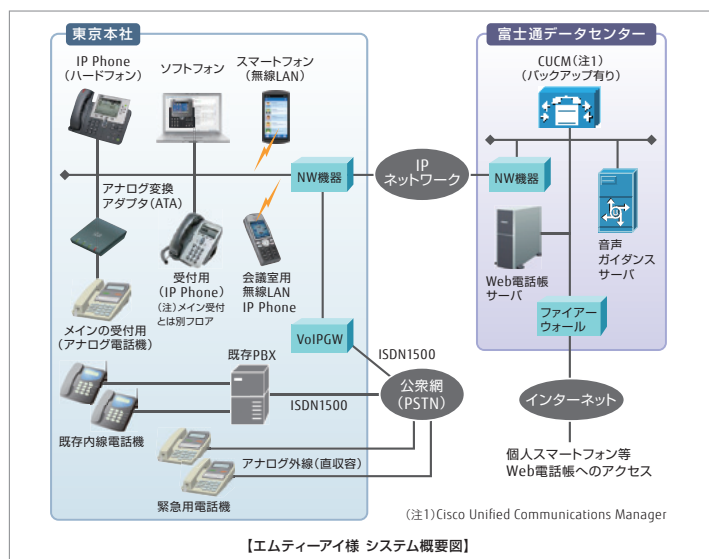 東京本社
富士通データセンター
IP Phone
（ハードフォン）
ソフトフォン
スマートフォン
（無線LAN）
CUCM（注1）
（バックアップ有り）
NW機器
IP
ネットワーク
NW機器
アナログ変換
アダプタ（ATA）
受付用
（IP Phone）
（注）メイン受付
とは別フロア
会議室用
無線LAN
IP Phone
Web電話帳
サーバ
音声
ガイダンス
サーバ
メインの受付用
（アナログ電話機）
VoIPGW
ファイアー
ウォール
ISDN1500
既存PBX
ISDN1500
公衆網
（PSTN）
インターネット
既存内線電話機
アナログ外線（直収容）
緊急用電話機
個人スマートフォン等
Web電話帳へのアクセス
（注1）Cisco Unified Communications Manager
【エムティーアイ様 システム概要図】